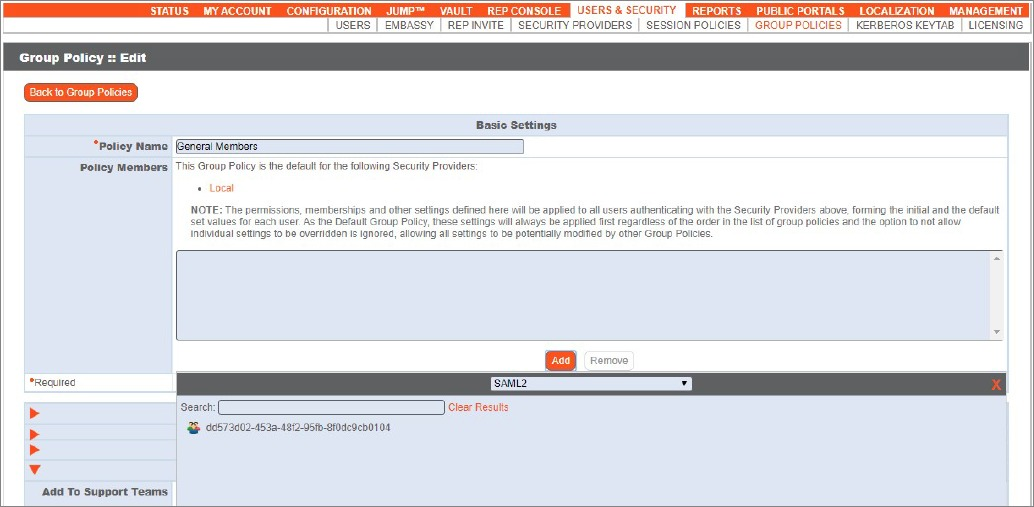 STATUS MY ACCOUNT CONFIGURATION JUMP™ VAULT REP CONSOLE USERS & SECURITY REPORTS PUBLIC PORTALS LOCALIZATION MANAGEMENT
USERS EMBASSY REP INVITE SECURITY PROVIDERS SESSION POLICIES GROUP POLICIES KERBEROS KEYTAB LICENSING
Group Policy :: Edit
Back to Group Policies
Basic Settings
*Policy Name General Members
Policy Members This Group Policy is the default for the following Security Providers:
• Local
NOTE: The permissions, memberships and other settings defined here will be applied to all users authenticating with the Security Providers above, forming the initial and the default
set values for each user. As the Default Group Policy, these settings will always be applied first regardless of the order in the list of group policies and the option to not allow
individual settings to be overridden is ignored, allowing all settings to be potentially modified by other Group Policies.
Add Remove
*Required
SAML2 X
Search: Clear Results
dd573d02-453a-48f2-95fb-8f0dc9cb0104
Add To Support Teams